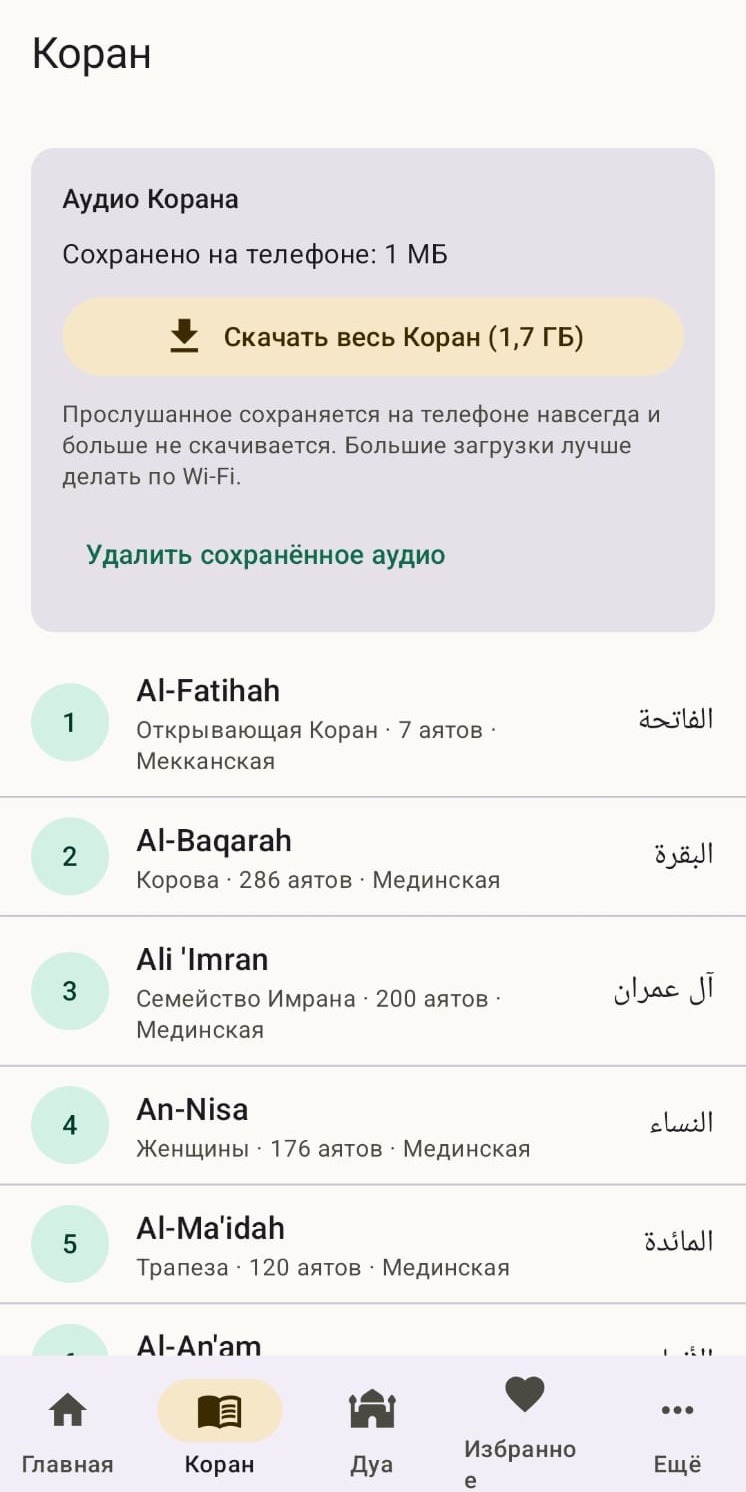 Коран
Аудио Корана
Сохранено на телефоне: 1 МБ
Скачать весь Коран (1,7 ГБ)
Прослушанное сохраняется на телефоне навсегда и
больше не скачивается. Большие загрузки лучше
делать по Wi-Fi.
Удалить сохранённое аудио
1
Al-Fatihah
Открывающая Коран · 7 аятов ·
Мекканская
الفاتحة
2
Al-Baqarah
Корова · 286 аятов · Мединская
البقرة
3
Ali 'Imran
Семейство Имрана · 200 аятов ·
Мединская
آل عمران
4
An-Nisa
Женщины · 176 аятов · Мединская
النساء
5
Al-Ma'idah
Трапеза · 120 аятов · Мединская
المائدة
Al-An'am
Главная
Коран
Дуа
Избранно
е
Ещё